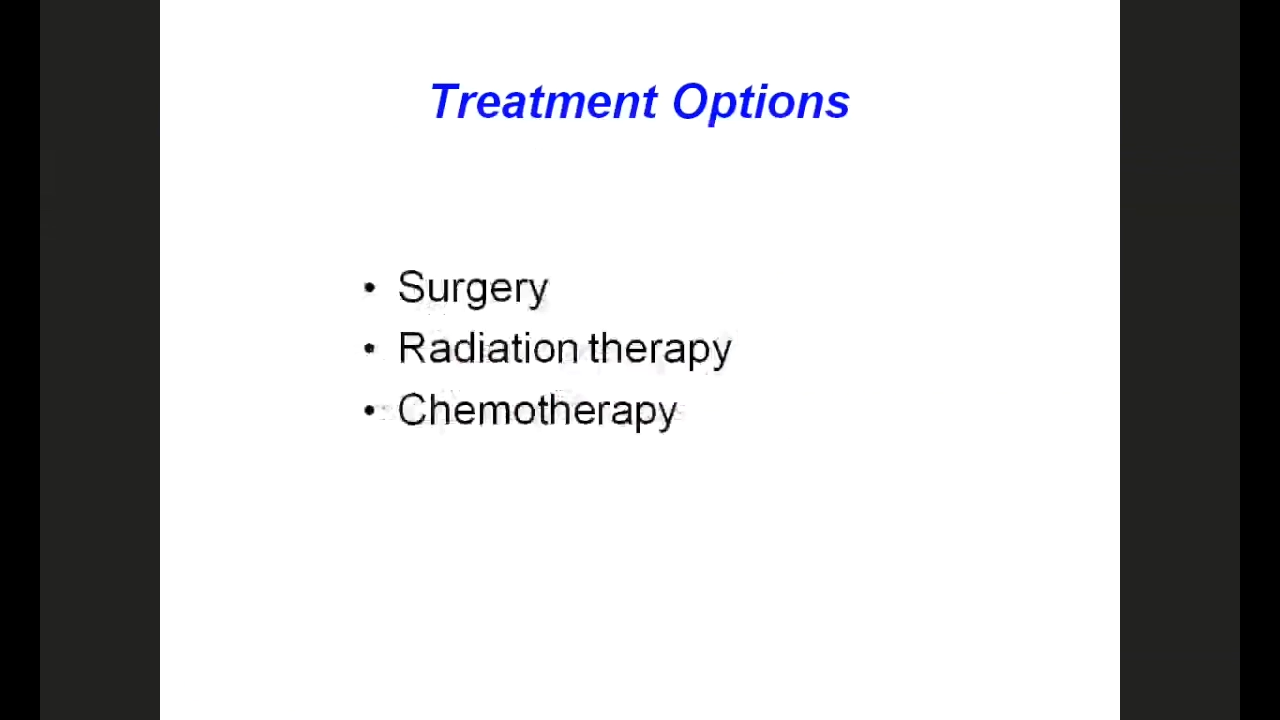 Treatment Options
• Surgery
• Radiation therapy
• Chemotherapy